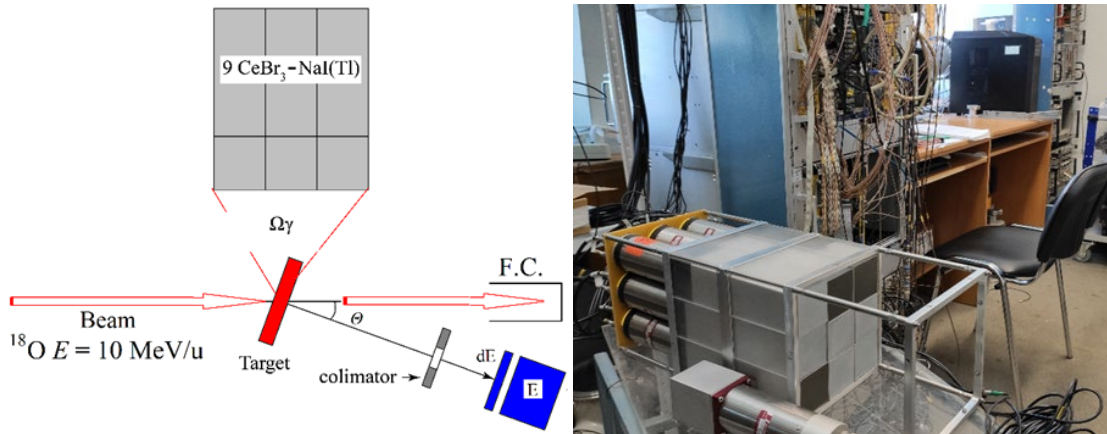 9 CeBr₃-NaI(Tl)
Ωγ
F.C.
Beam
¹⁸O E = 10 MeV/u
Θ
Target
colimator
dE
E